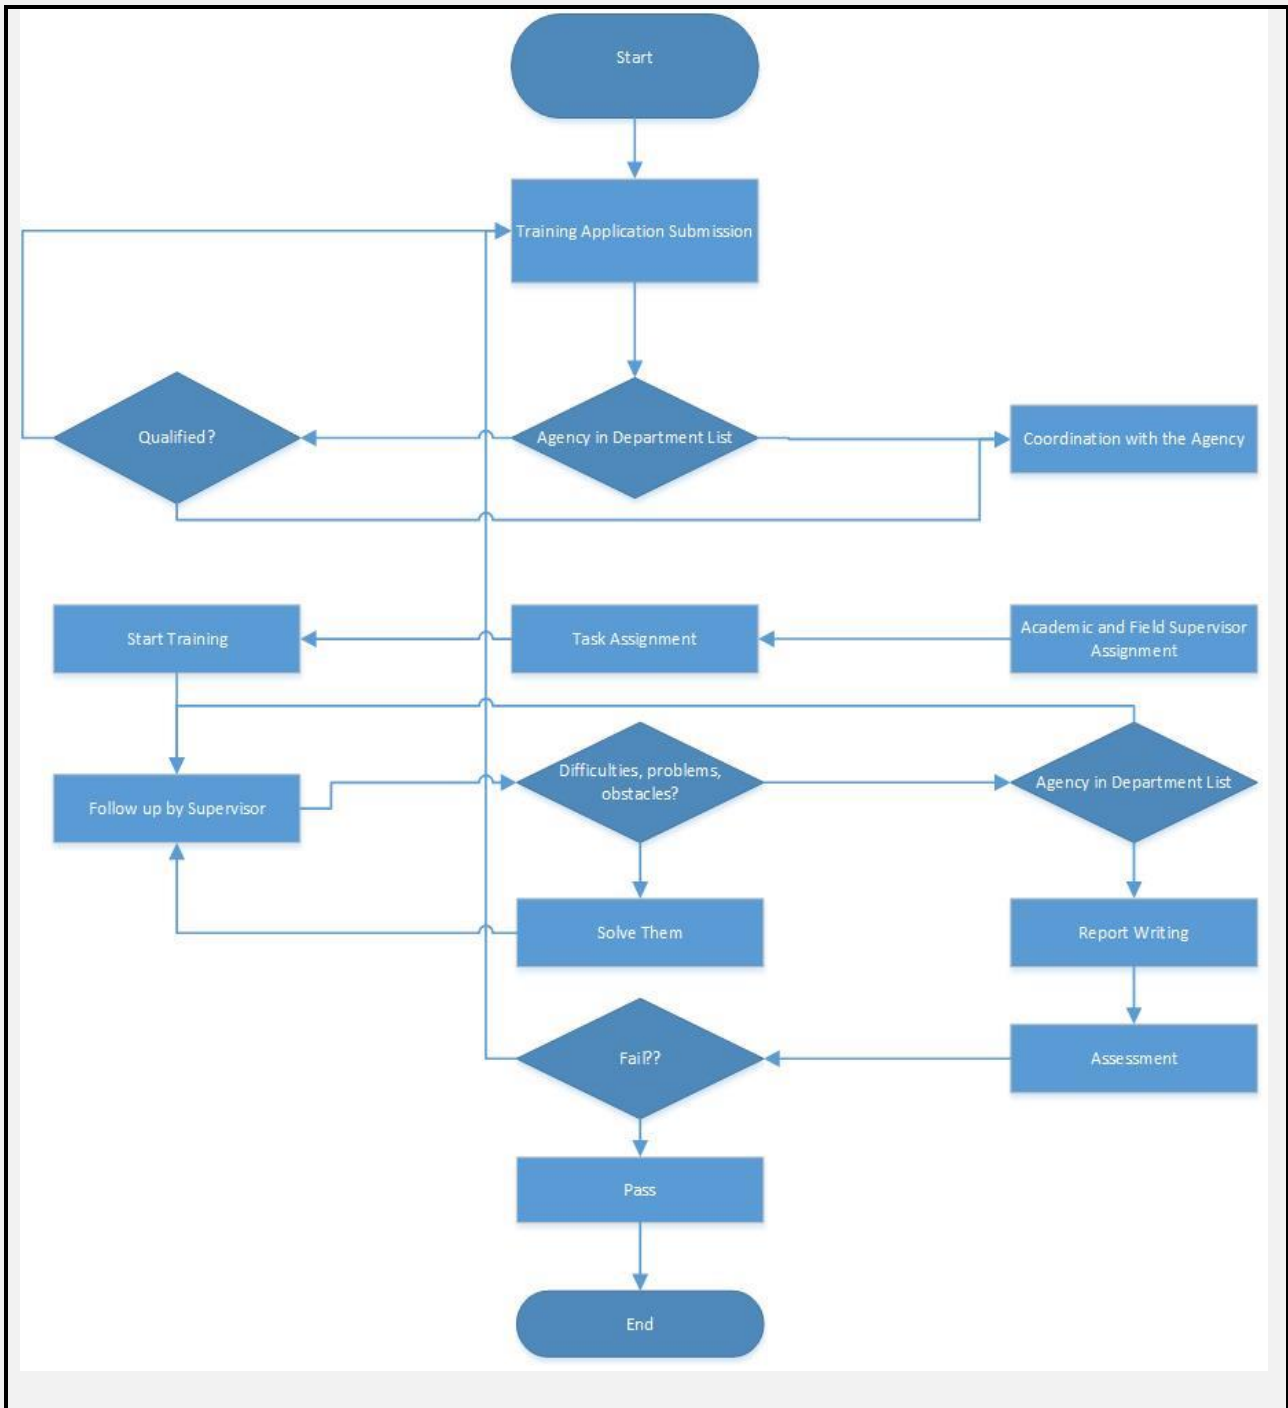 Start
Training Application Submission
Qualified?
Agency in Department List
Coordination with the Agency
Start Training
Task Assignment
Academic and Field Supervisor
Assignment
Follow up by Supervisor
Difficulties, problems,
obstacles?
Agency in Department List
Solve Them
Report Writing
Fail??
Assessment
Pass
End